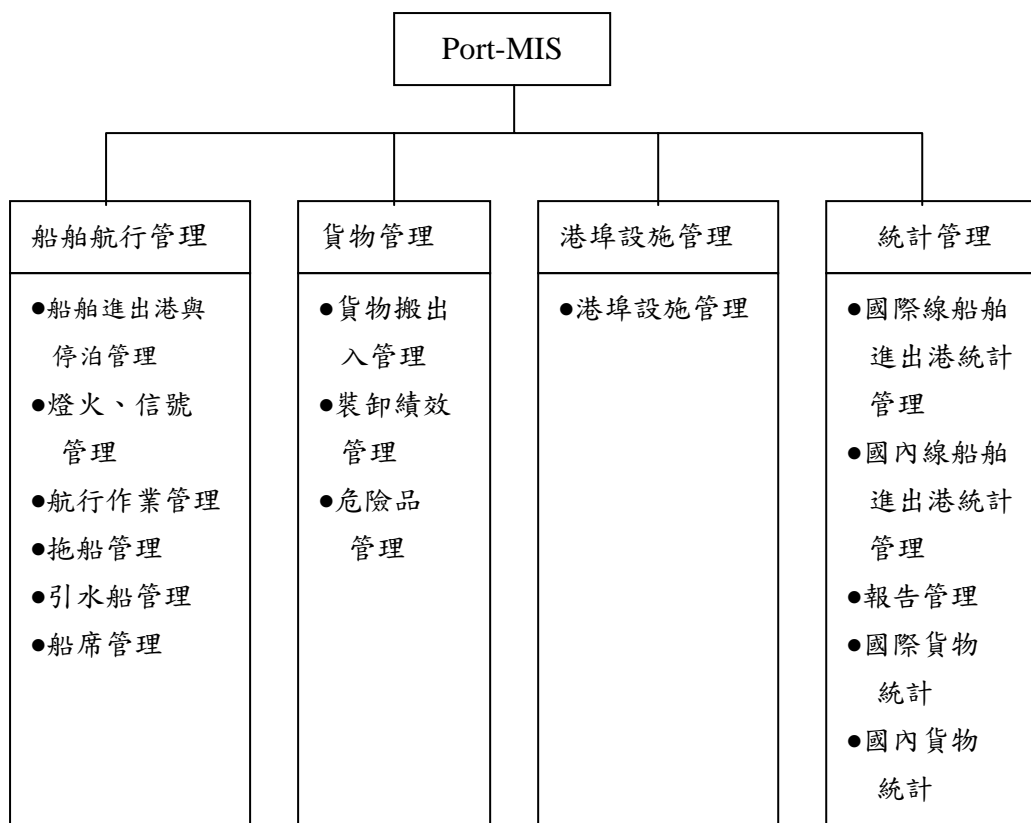 Port-MIS
船舶航行管理
●船舶進出港與
停泊管理
●燈火、信號
管理
●航行作業管理
●拖船管理
●引水船管理
●船席管理
貨物管理
●貨物搬出
入管理
●裝卸績效
管理
●危險品
管理
港埠設施管理
●港埠設施管理
統計管理
●國際線船舶
進出港統計
管理
●國內線船舶
進出港統計
管理
●報告管理
●國際貨物
統計
●國內貨物
統計